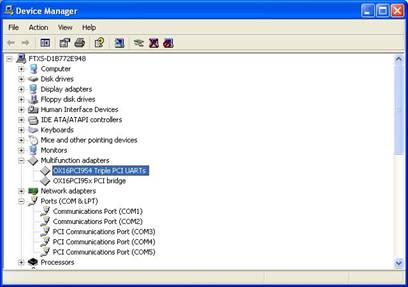 Device Manager
File Action View Help
FTXS-D1B772E948
Computer
Disk drives
Display adapters
Floppy disk drives
Human Interface Devices
IDE ATA/ATAPI controllers
Keyboards
Mice and other pointing devices
Monitors
Multifunction adapters
OX16PCI954 Triple PCI UARTs
OX16PCI95x PCI bridge
Network adapters
Ports (COM & LPT)
Communications Port (COM1)
Communications Port (COM2)
PCI Communications Port (COM3)
PCI Communications Port (COM4)
PCI Communications Port (COM5)
Processors